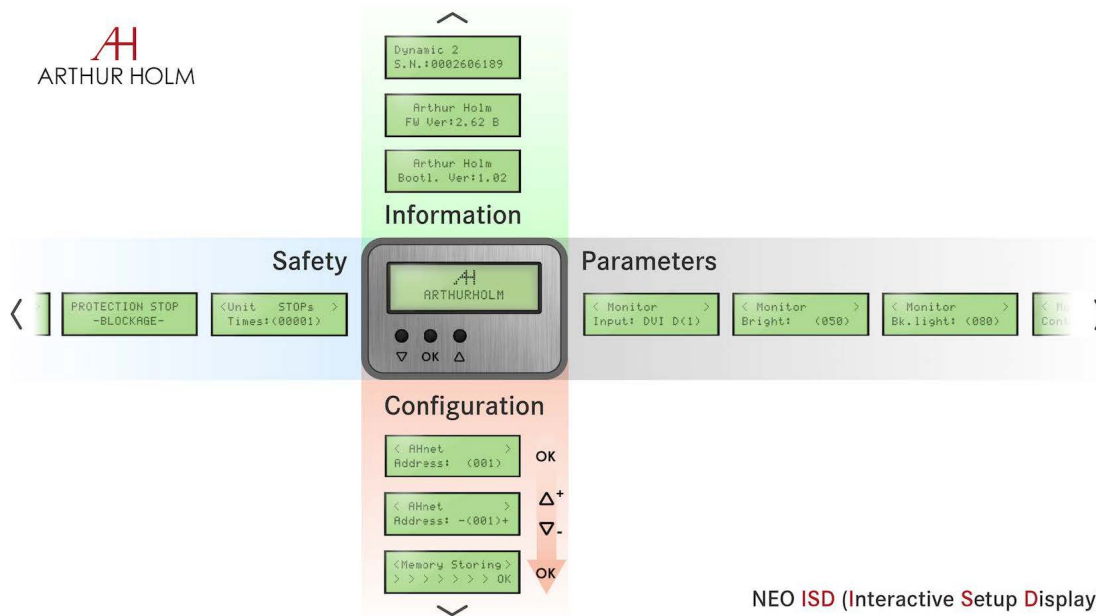 AH
ARTHUR HOLM
Dynamic 2
S.N.:0002606189
Arthur Holm
FW Ver:2.62 B
Arthur Holm
Bootl. Ver:1.02
Information
Safety
PROTECTION STOP
-BLOCKAGE-
<Unit STOPs >
Times:(00001)
AH
ARTHURHOLM
▽ OK △
Parameters
< Monitor >
Input: DVI D(1)
< Monitor >
Bright: (050)
< Monitor >
Bk.light: (080)
Cont
Configuration
< AHnet >
Address: (001)
OK
< AHnet >
Address: -(001)+
△+
▽-
<Memory Storing>
> > > > > > > OK
OK
NEO ISD (Interactive Setup Display